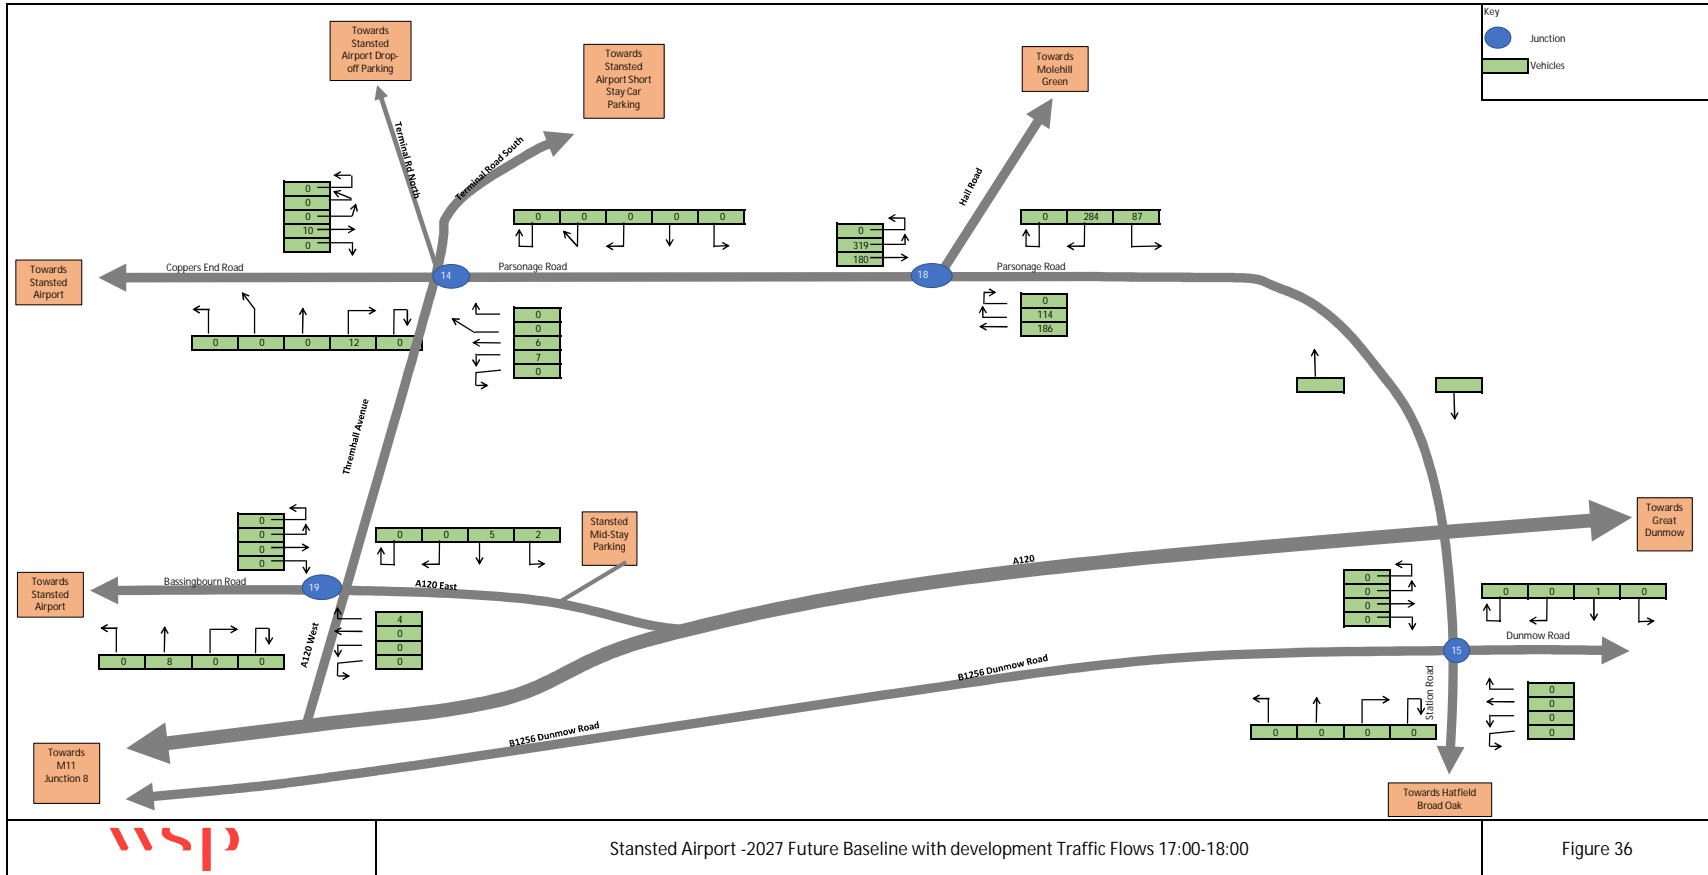 Key
Junction
Vehicles
Towards
Stansted
Airport Drop-
off Parking
Towards
Stansted
Airport Short
Stay Car
Parking
Towards
Molehill
Green
Terminal Rd North
Terminal Road South
Hall Road
0
0
0
10
0
0 0 0 0 0
0
319
180
0 284 87
Towards
Stansted
Airport
Coppers End Road
14
Parsonage Road
18
Parsonage Road
0 0 0 12 0
0
0
6
7
0
0
114
186
Thremhall Avenue
0
0
0
0
0 0 5 2
Stansted
Mid-Stay
Parking
Towards
Great
Dunmow
A120
Towards
Stansted
Airport
Bassingbourn Road
19
A120 East
0
0
0
0
0 0 1 0
A120 West
4
0
0
0
0 8 0 0
Dunmow Road
15
B1256 Dunmow Road
Station Road
0 0 0 0
0
0
0
0
B1256 Dunmow Road
Towards
M11
Junction 8
Towards Hatfield
Broad Oak
wsp
Stansted Airport -2027 Future Baseline with development Traffic Flows 17:00-18:00
Figure 36